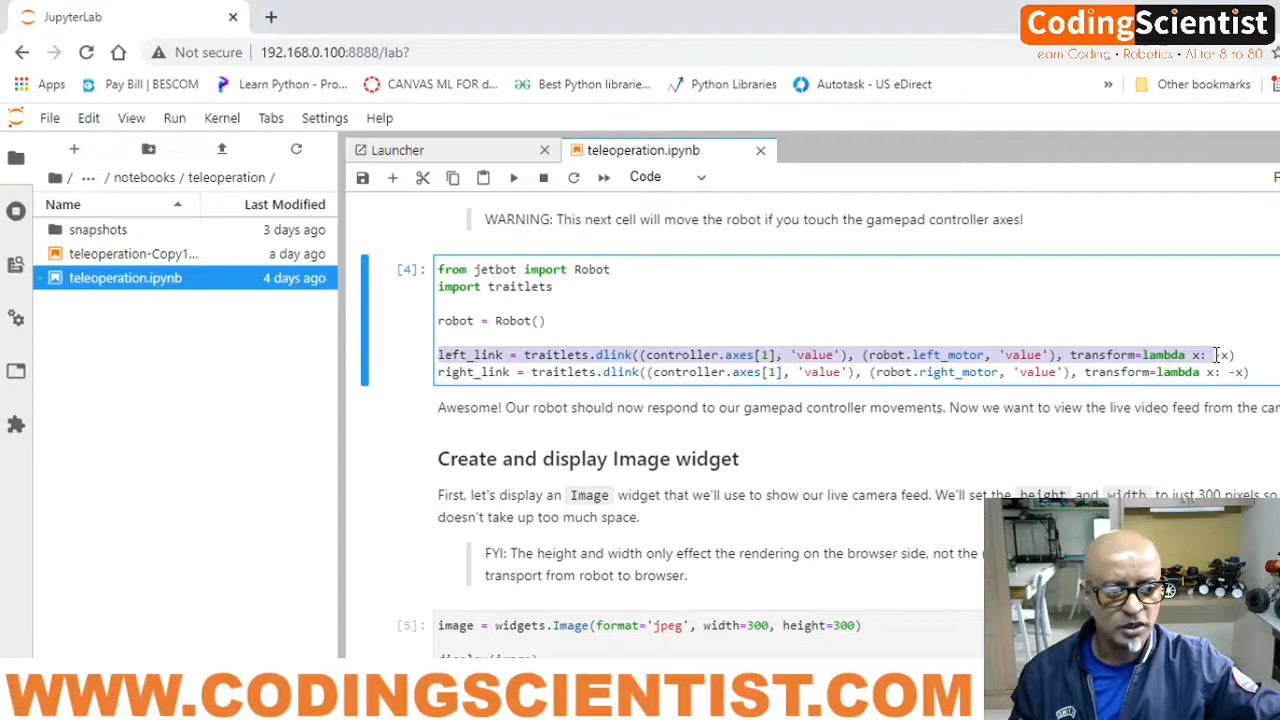 JupyterLab
CodingScientist
earn Coding • Robotics • AI for 8 to 80
Not secure 192.168.0.100:8888/lab?
Apps Pay Bill | BESCOM Learn Python - Pro... CANVAS ML FOR d... Best Python librarie... Python Libraries Autotask - US eDirect » Other bookmarks
File Edit View Run Kernel Tabs Settings Help
Launcher teleoperation.ipynb
/ ... / notebooks / teleoperation /
Code
Name Last Modified
snapshots 3 days ago
teleoperation-Copy1... a day ago
teleoperation.ipynb 4 days ago
WARNING: This next cell will move the robot if you touch the gamepad controller axes!
[4]: from jetbot import Robot
import traitlets
robot = Robot()
left_link = traitlets.dlink((controller.axes[1], 'value'), (robot.left_motor, 'value'), transform=lambda x: -x)
right_link = traitlets.dlink((controller.axes[1], 'value'), (robot.right_motor, 'value'), transform=lambda x: -x)
Awesome! Our robot should now respond to our gamepad controller movements. Now we want to view the live video feed from the
Create and display Image widget
First, let's display an Image widget that we'll use to show our live camera feed. We'll set the height and width to just 300 pixels so
doesn't take up too much space.
FYI: The height and width only effect the rendering on the browser side, not the
transport from robot to browser.
[5]: image = widgets.Image(format='jpeg', width=300, height=300)
display(image)
WWW.CODINGSCIENTIST.COM